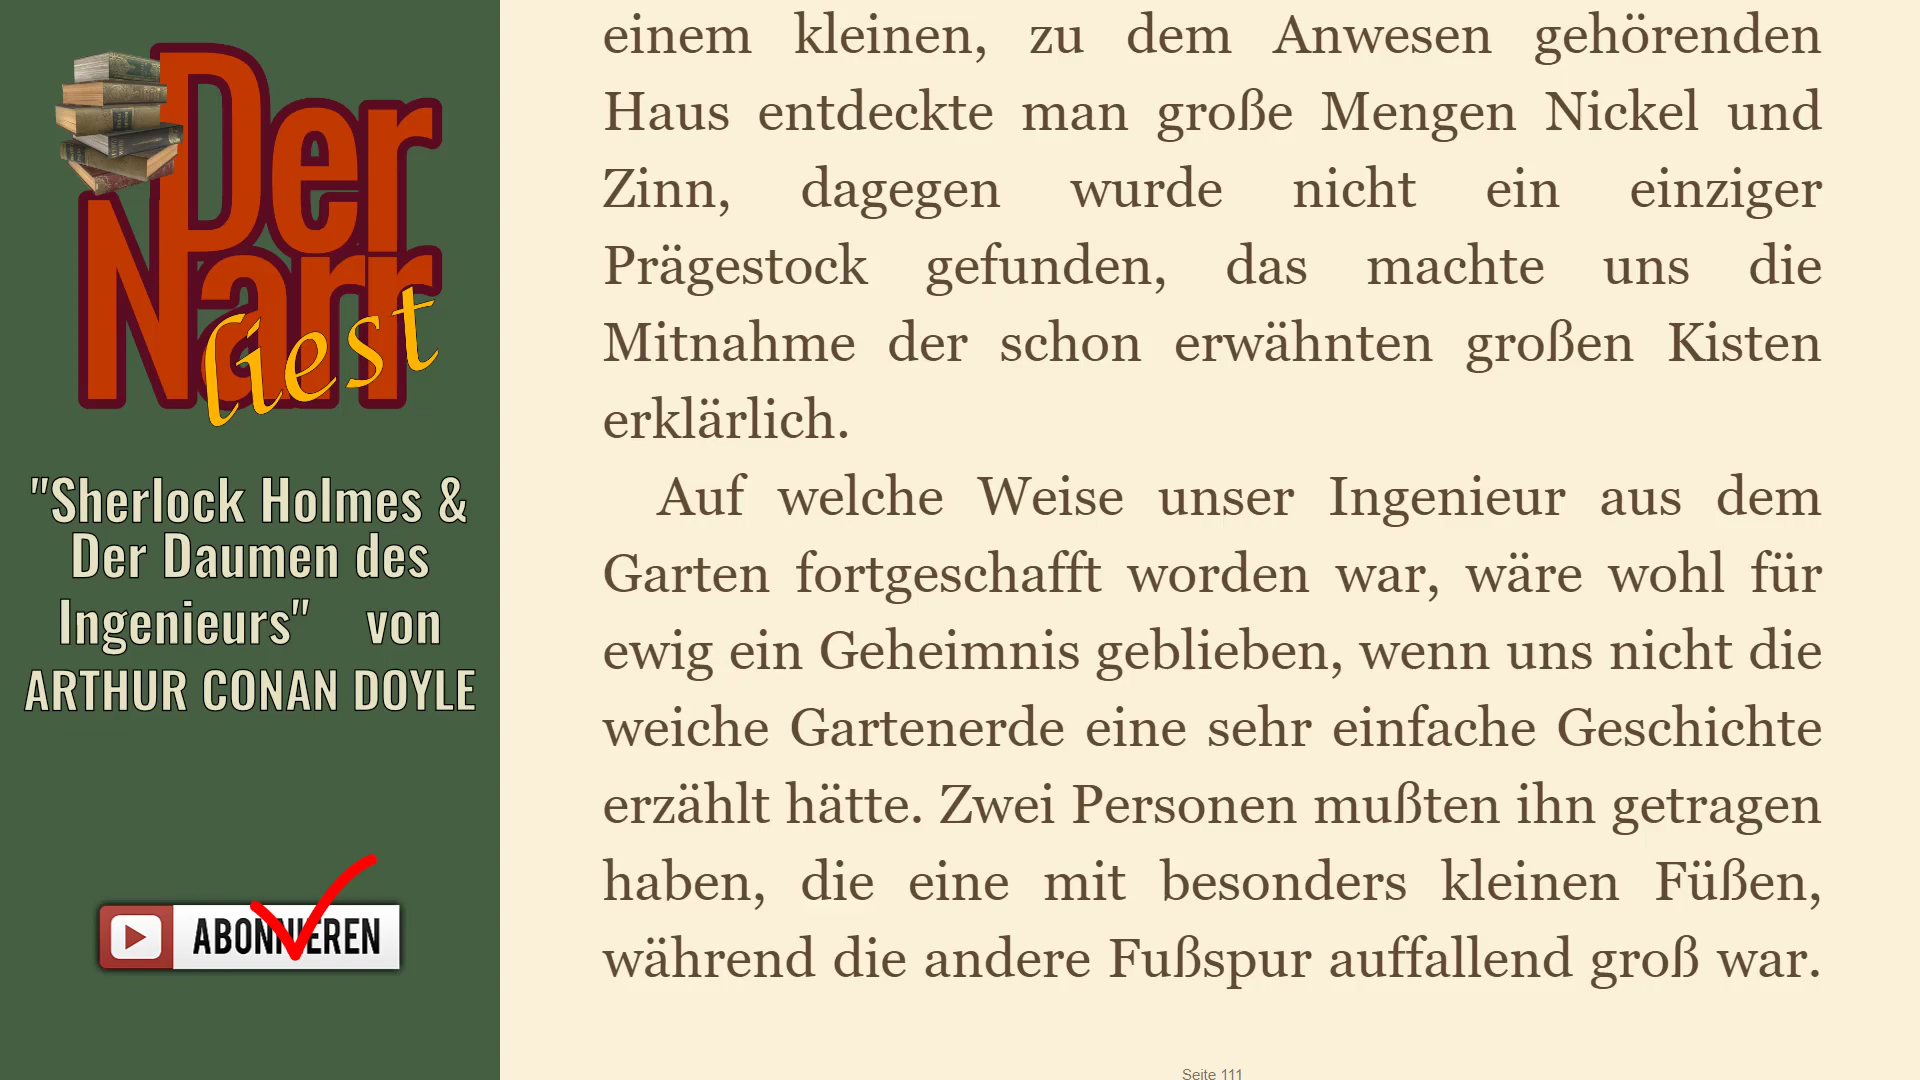 Der
Narr
liest
"Sherlock Holmes &
Der Daumen des
Ingenieurs" von
ARTHUR CONAN DOYLE
ABONNIEREN
einem kleinen, zu dem Anwesen gehörenden
Haus entdeckte man große Mengen Nickel und
Zinn, dagegen wurde nicht ein einziger
Prägestock gefunden, das machte uns die
Mitnahme der schon erwähnten großen Kisten
erklärlich.
Auf welche Weise unser Ingenieur aus dem
Garten fortgeschafft worden war, wäre wohl für
ewig ein Geheimnis geblieben, wenn uns nicht die
weiche Gartenerde eine sehr einfache Geschichte
erzählt hätte. Zwei Personen mußten ihn getragen
haben, die eine mit besonders kleinen Füßen,
während die andere Fußspur auffallend groß war.
Seite 111